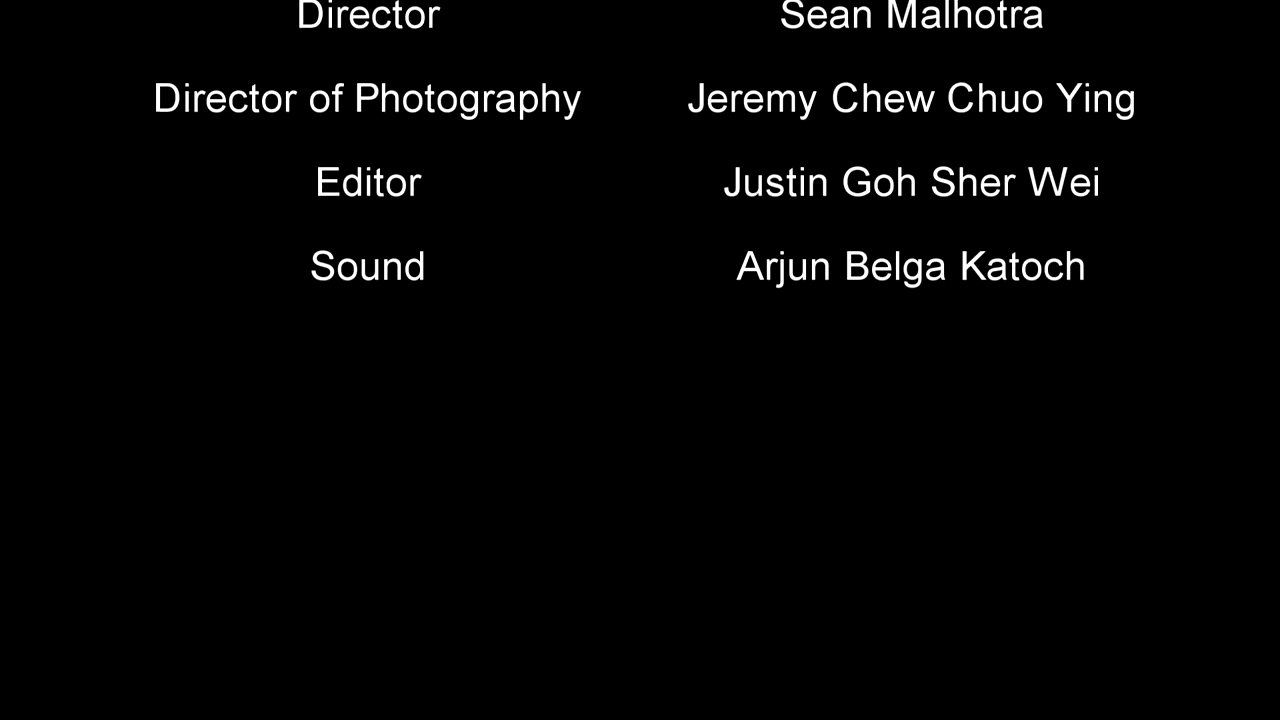 Director Sean Malhotra
Director of Photography Jeremy Chew Chuo Ying
Editor Justin Goh Sher Wei
Sound Arjun Belga Katoch